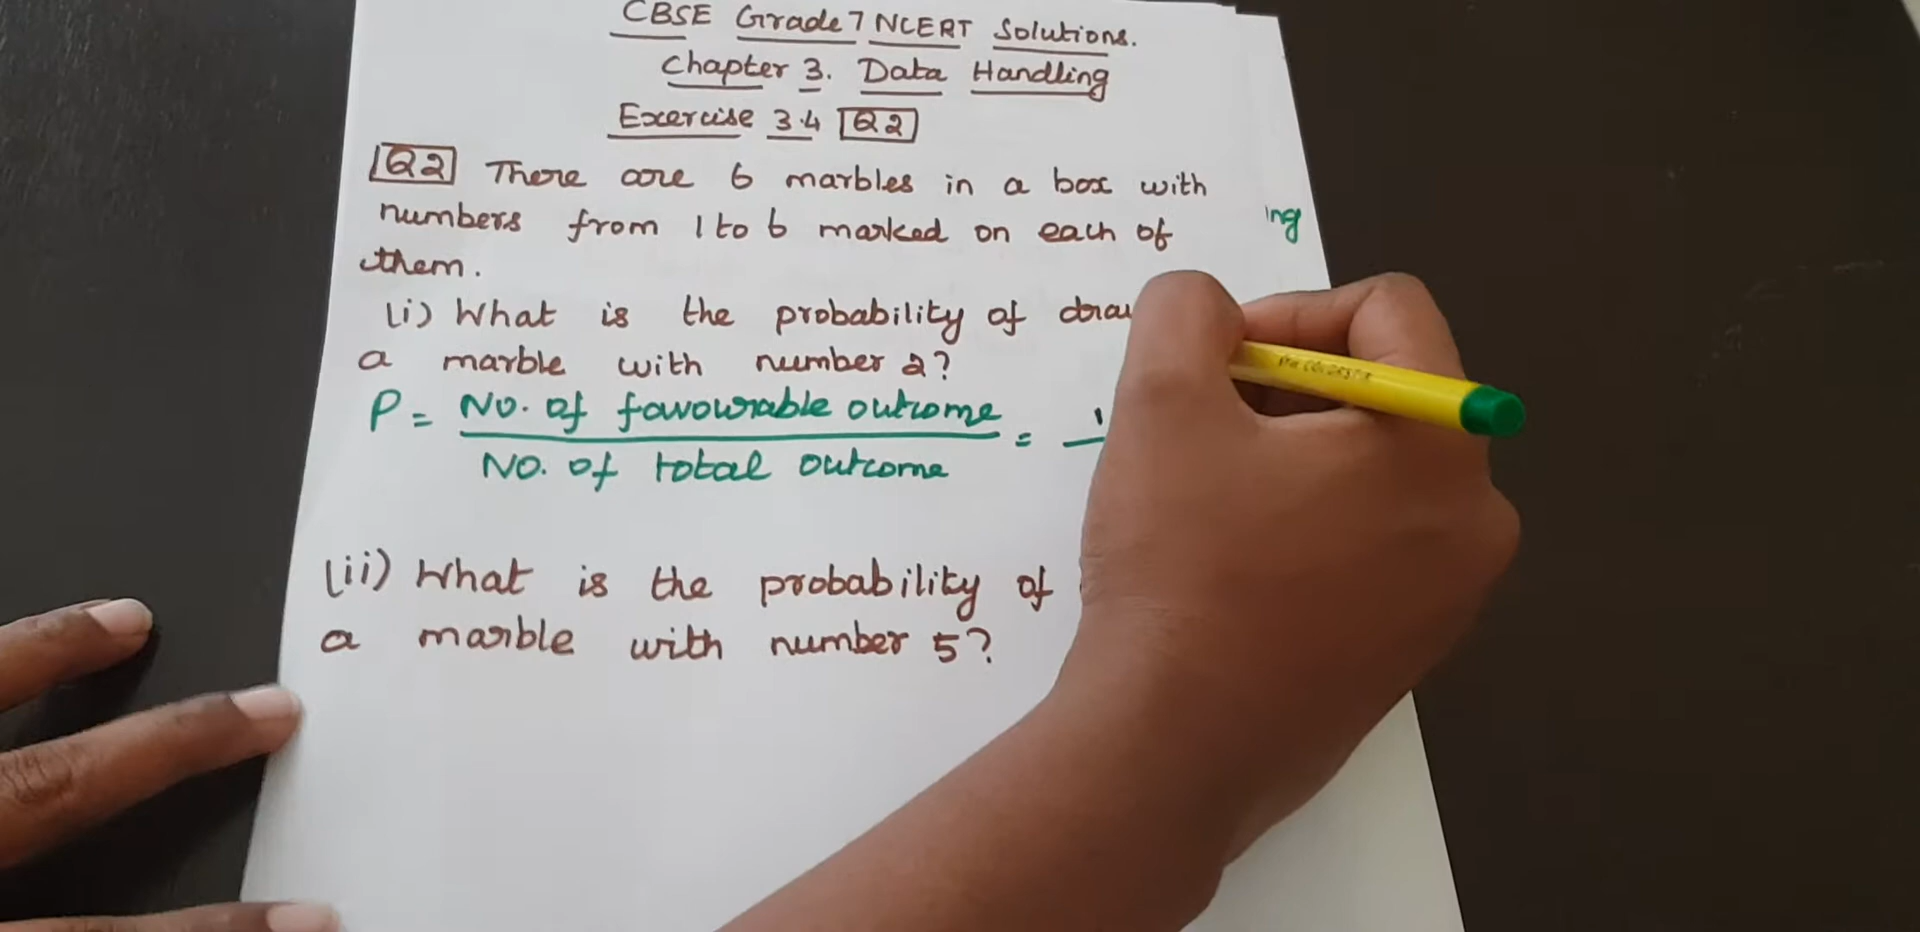 CBSE Grade 7 NCERT Solutions.
Chapter 3. Data Handling
Exercise 3.4 Q2
Q2 There are 6 marbles in a box with
numbers from 1 to 6 marked on each of
ing
them.
(i) What is the probability of draw
a marble with number 2?
P = No. of favourable outcome = 1
No. of total outcome
(ii) What is the probability of
a marble with number 5?